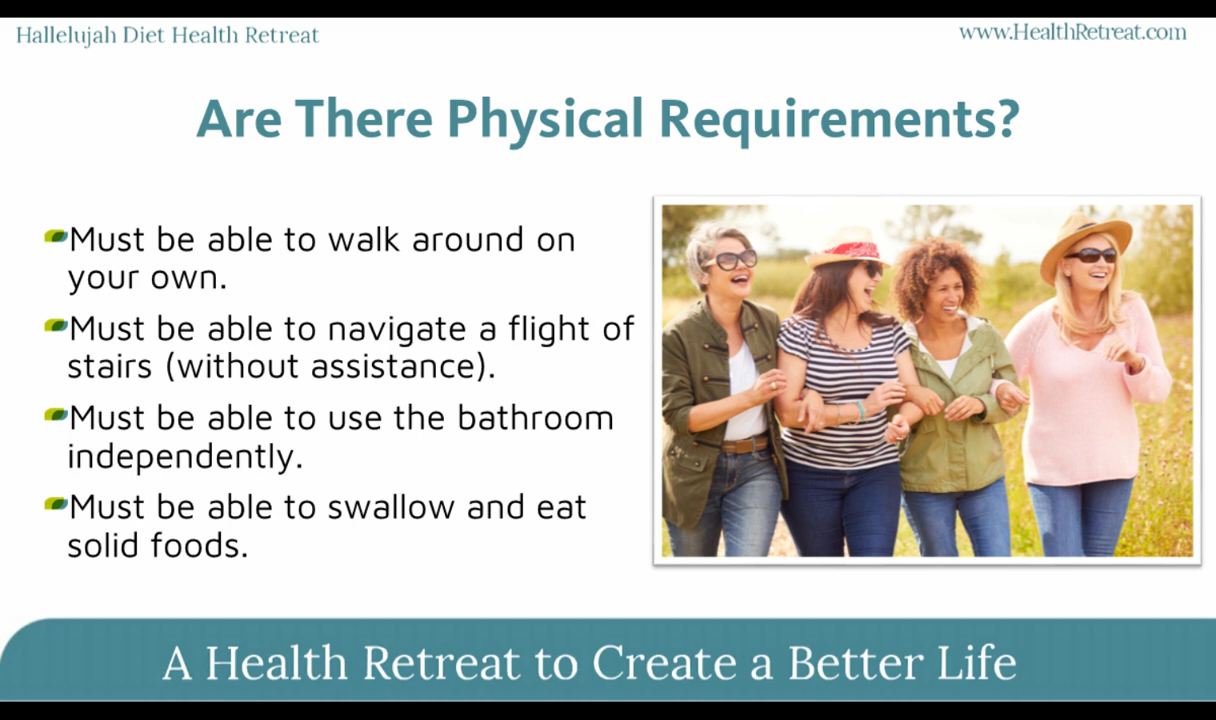 Hallelujah Diet Health Retreat
www.HealthRetreat.com
Are There Physical Requirements?
Must be able to walk around on
your own.
Must be able to navigate a flight of
stairs (without assistance).
Must be able to use the bathroom
independently.
Must be able to swallow and eat
solid foods.
A Health Retreat to Create a Better Life